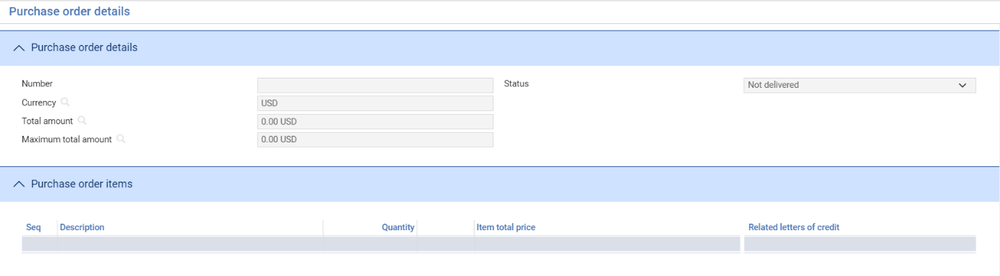 Purchase order details
Purchase order details
Number
Status
Not delivered
Currency
USD
Total amount
0.00 USD
Maximum total amount
0.00 USD
Purchase order items
Seq
Description
Quantity
Item total price
Related letters of credit